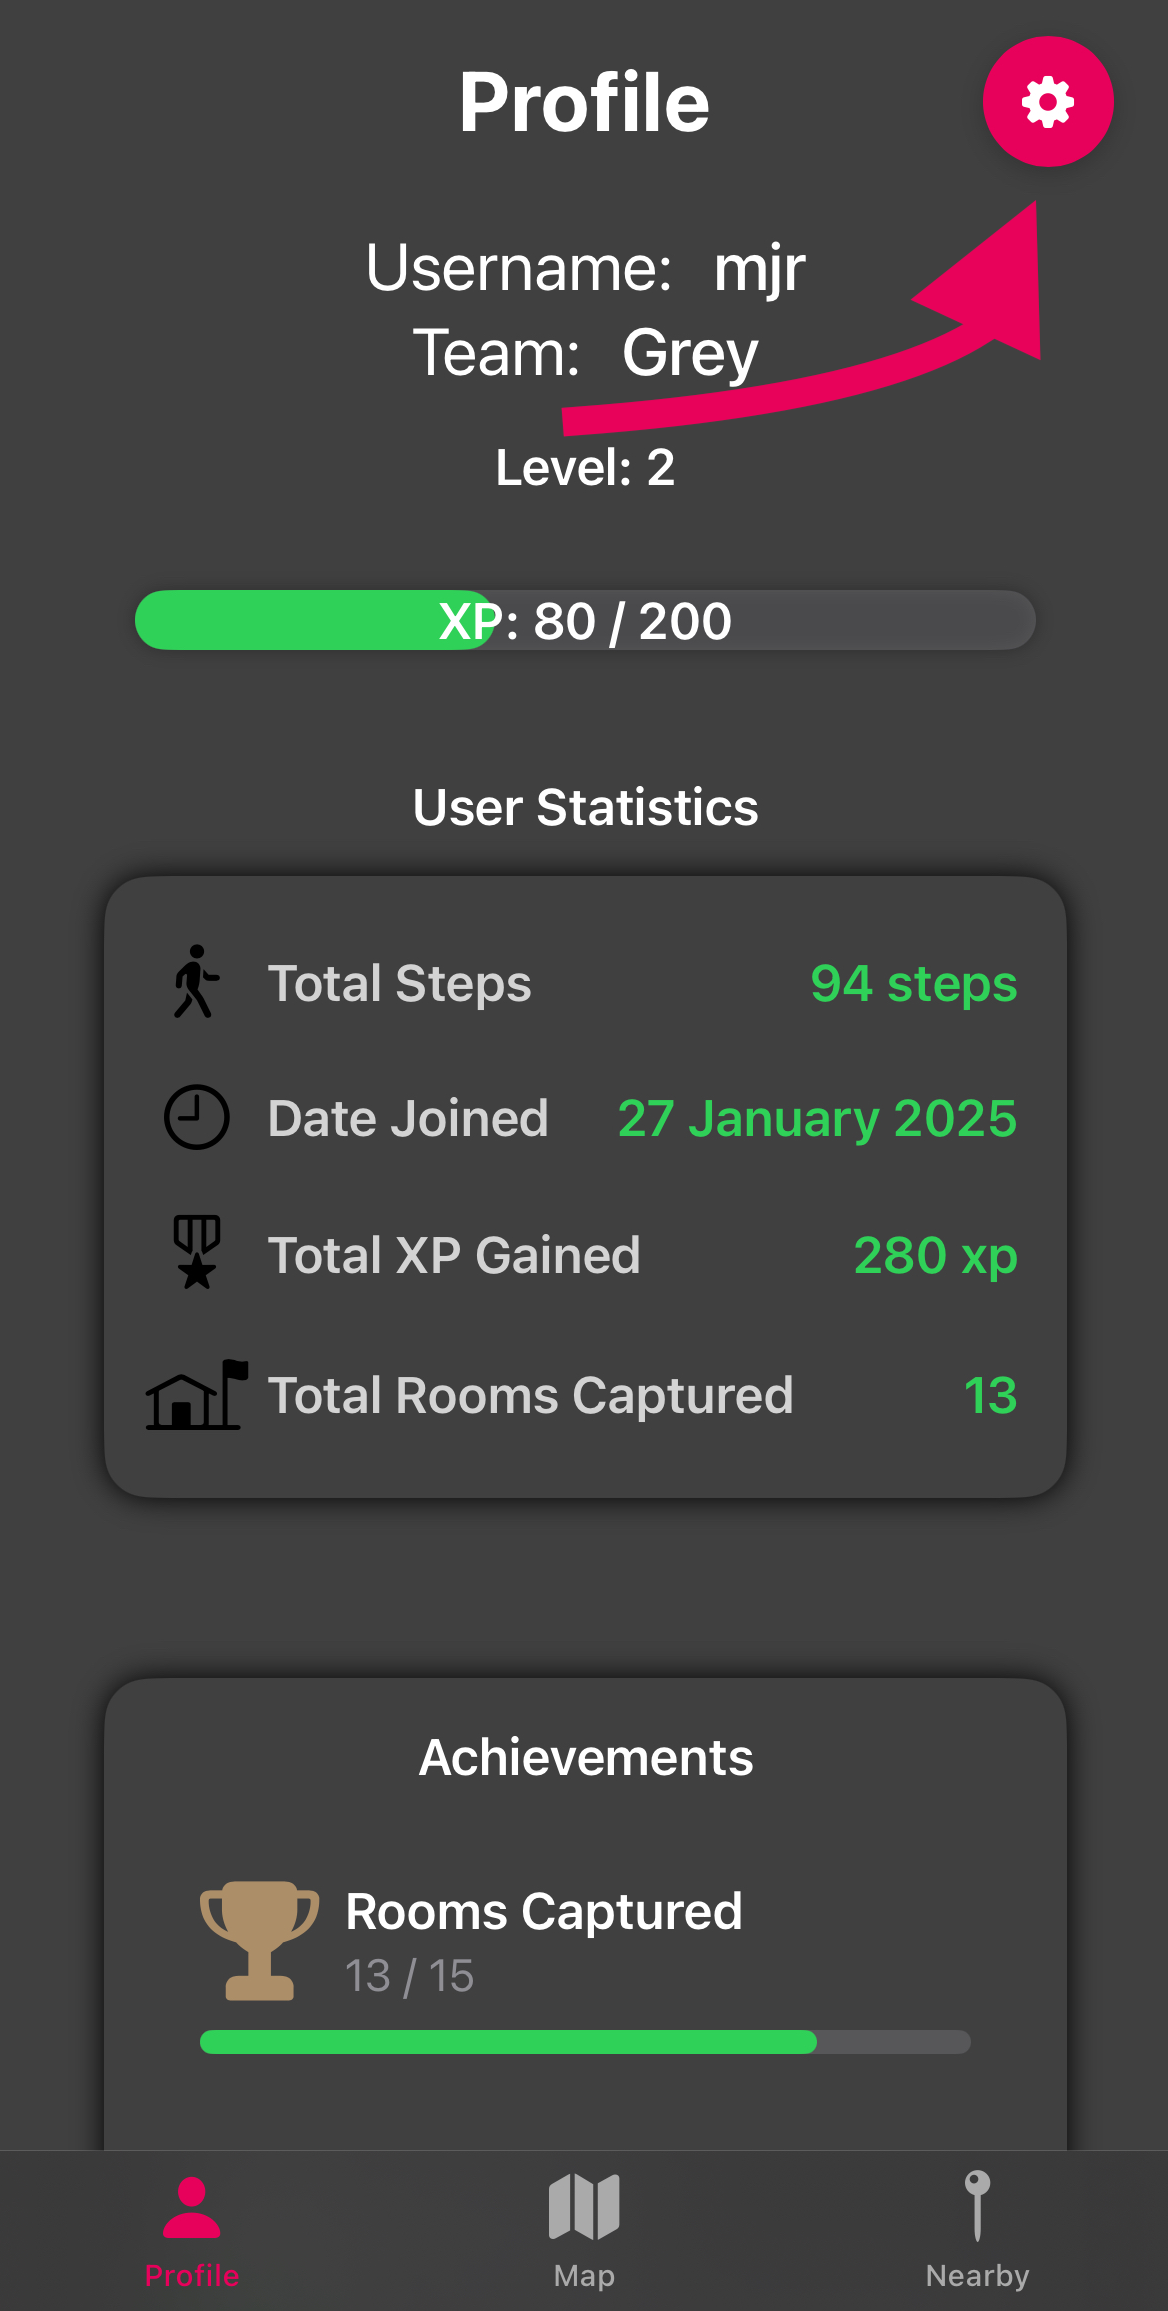 Profile
Username: mjr
Team: Grey
Level: 2
XP: 80 / 200
User Statistics
Total Steps 94 steps
Date Joined 27 January 2025
Total XP Gained 280 xp
Total Rooms Captured 13
Achievements
Rooms Captured
13 / 15
Profile Map Nearby